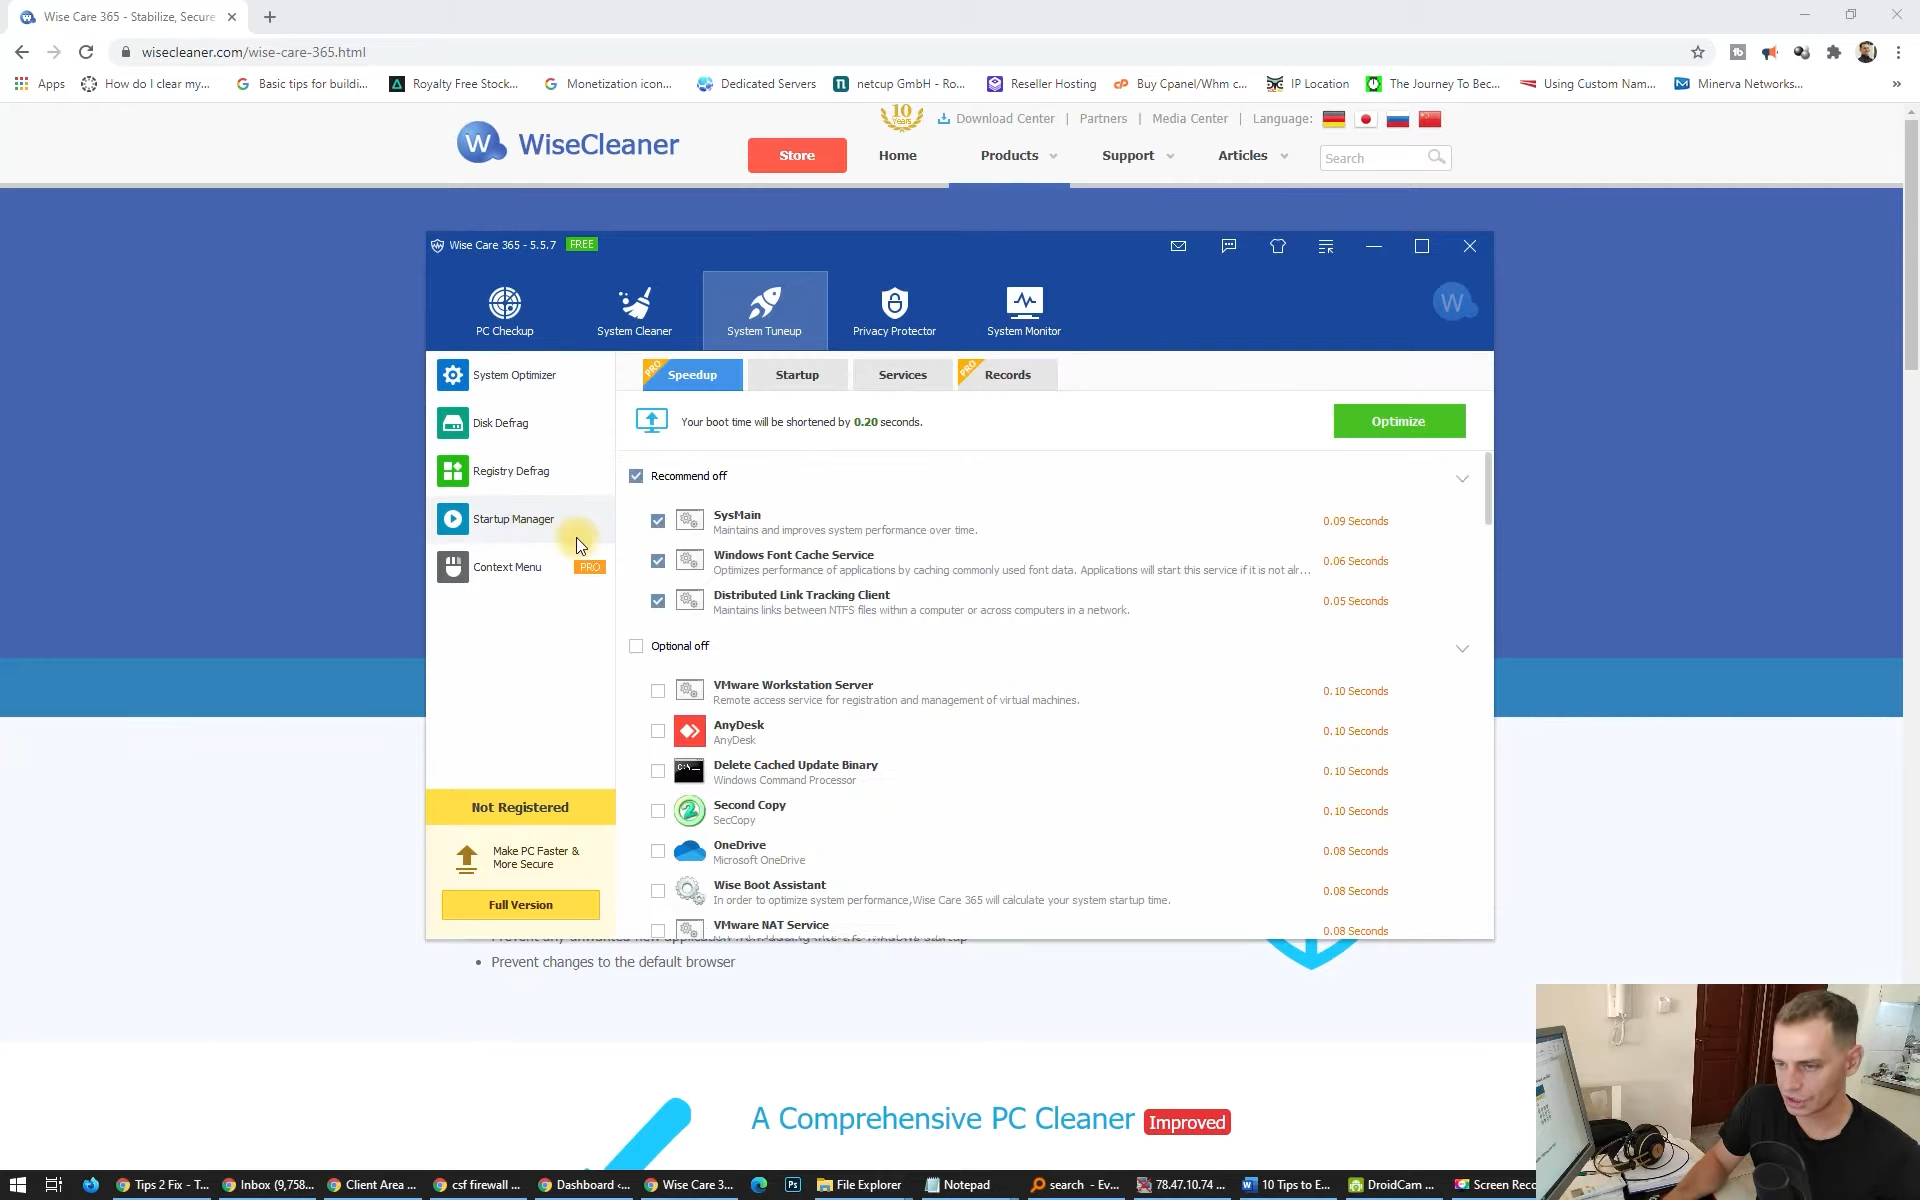 Wise Care 365 - Stabilize, Secure
wisecleaner.com/wise-care-365.html
Apps
How do I clear my...
Basic tips for buildi...
Royalty Free Stock...
Monetization icon...
Dedicated Servers
netcup GmbH - Ro...
Reseller Hosting
Buy Cpanel/Whm c...
IP Location
The Journey To Bec...
Using Custom Nam...
Minerva Networks...
»
10
Years
Download Center | Partners | Media Center | Language:
W WiseCleaner
Store
Home
Products
Support
Articles
Search
Wise Care 365 - 5.5.7 FREE
PC Checkup
System Cleaner
System Tuneup
Privacy Protector
System Monitor
W
System Optimizer
Disk Defrag
Registry Defrag
Startup Manager
Context Menu PRO
PRO Speedup
Startup
Services
PRO Records
Your boot time will be shortened by 0.20 seconds.
Optimize
Recommend off
SysMain
Maintains and improves system performance over time.
0.09 Seconds
Windows Font Cache Service
Optimizes performance of applications by caching commonly used font data. Applications will start this service if it is not alr...
0.06 Seconds
Distributed Link Tracking Client
Maintains links between NTFS files within a computer or across computers in a network.
0.05 Seconds
Optional off
VMware Workstation Server
Remote access service for registration and management of virtual machines.
0.10 Seconds
AnyDesk
AnyDesk
0.10 Seconds
Delete Cached Update Binary
Windows Command Processor
0.10 Seconds
Second Copy
SecCopy
0.10 Seconds
OneDrive
Microsoft OneDrive
0.08 Seconds
Wise Boot Assistant
In order to optimize system performance,Wise Care 365 will calculate your system startup time.
0.08 Seconds
VMware NAT Service
0.08 Seconds
Not Registered
Make PC Faster &
More Secure
Full Version
• Prevent changes to the default browser
A Comprehensive PC Cleaner Improved
Tips 2 Fix - T...
Inbox (9,758...
Client Area ...
csf firewall ...
Dashboard ‹...
Wise Care 3...
Ps
File Explorer
Notepad
search - Ev...
78.47.10.74 ...
10 Tips to E...
DroidCam ...
Screen Reco